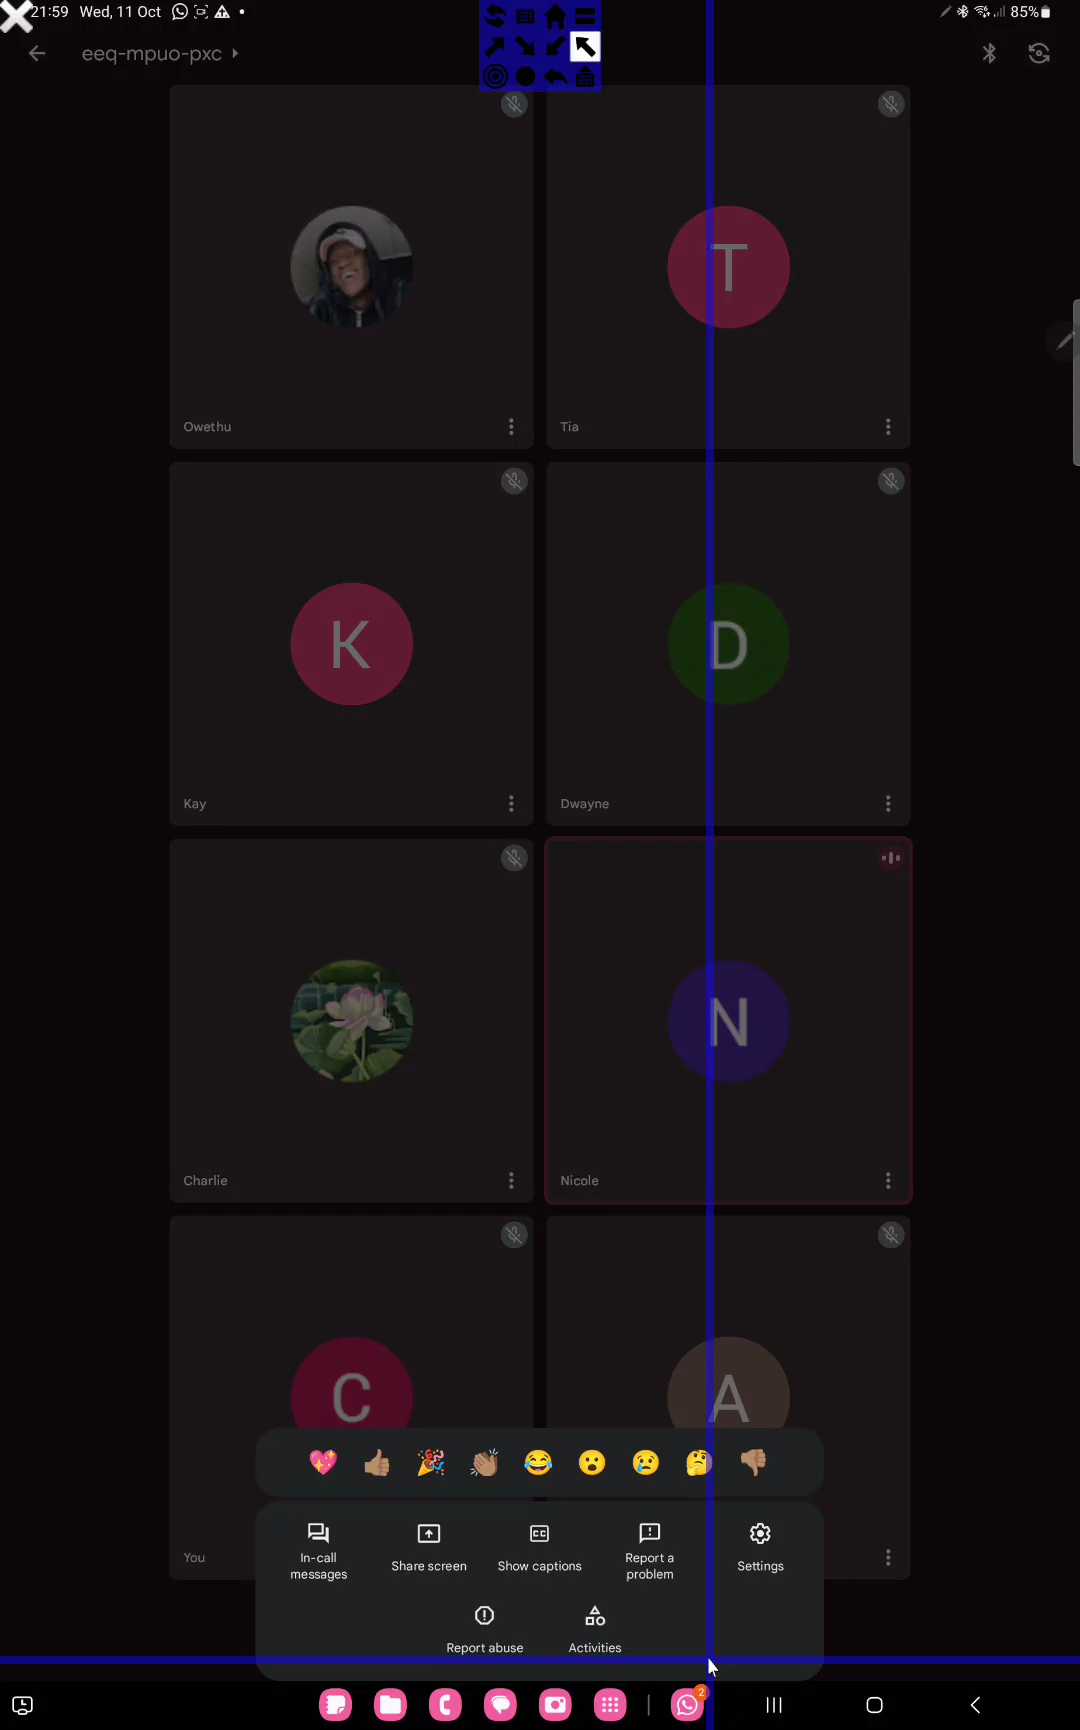 21:59 Wed, 11 Oct
85%
eeq-mpuo-pxc
T
Owethu
Tia
K
D
Kay
Dwayne
N
Charlie
Nicole
C
A
You
In-call messages
Share screen
CC
Show captions
Report a problem
Settings
Report abuse
Activities
2